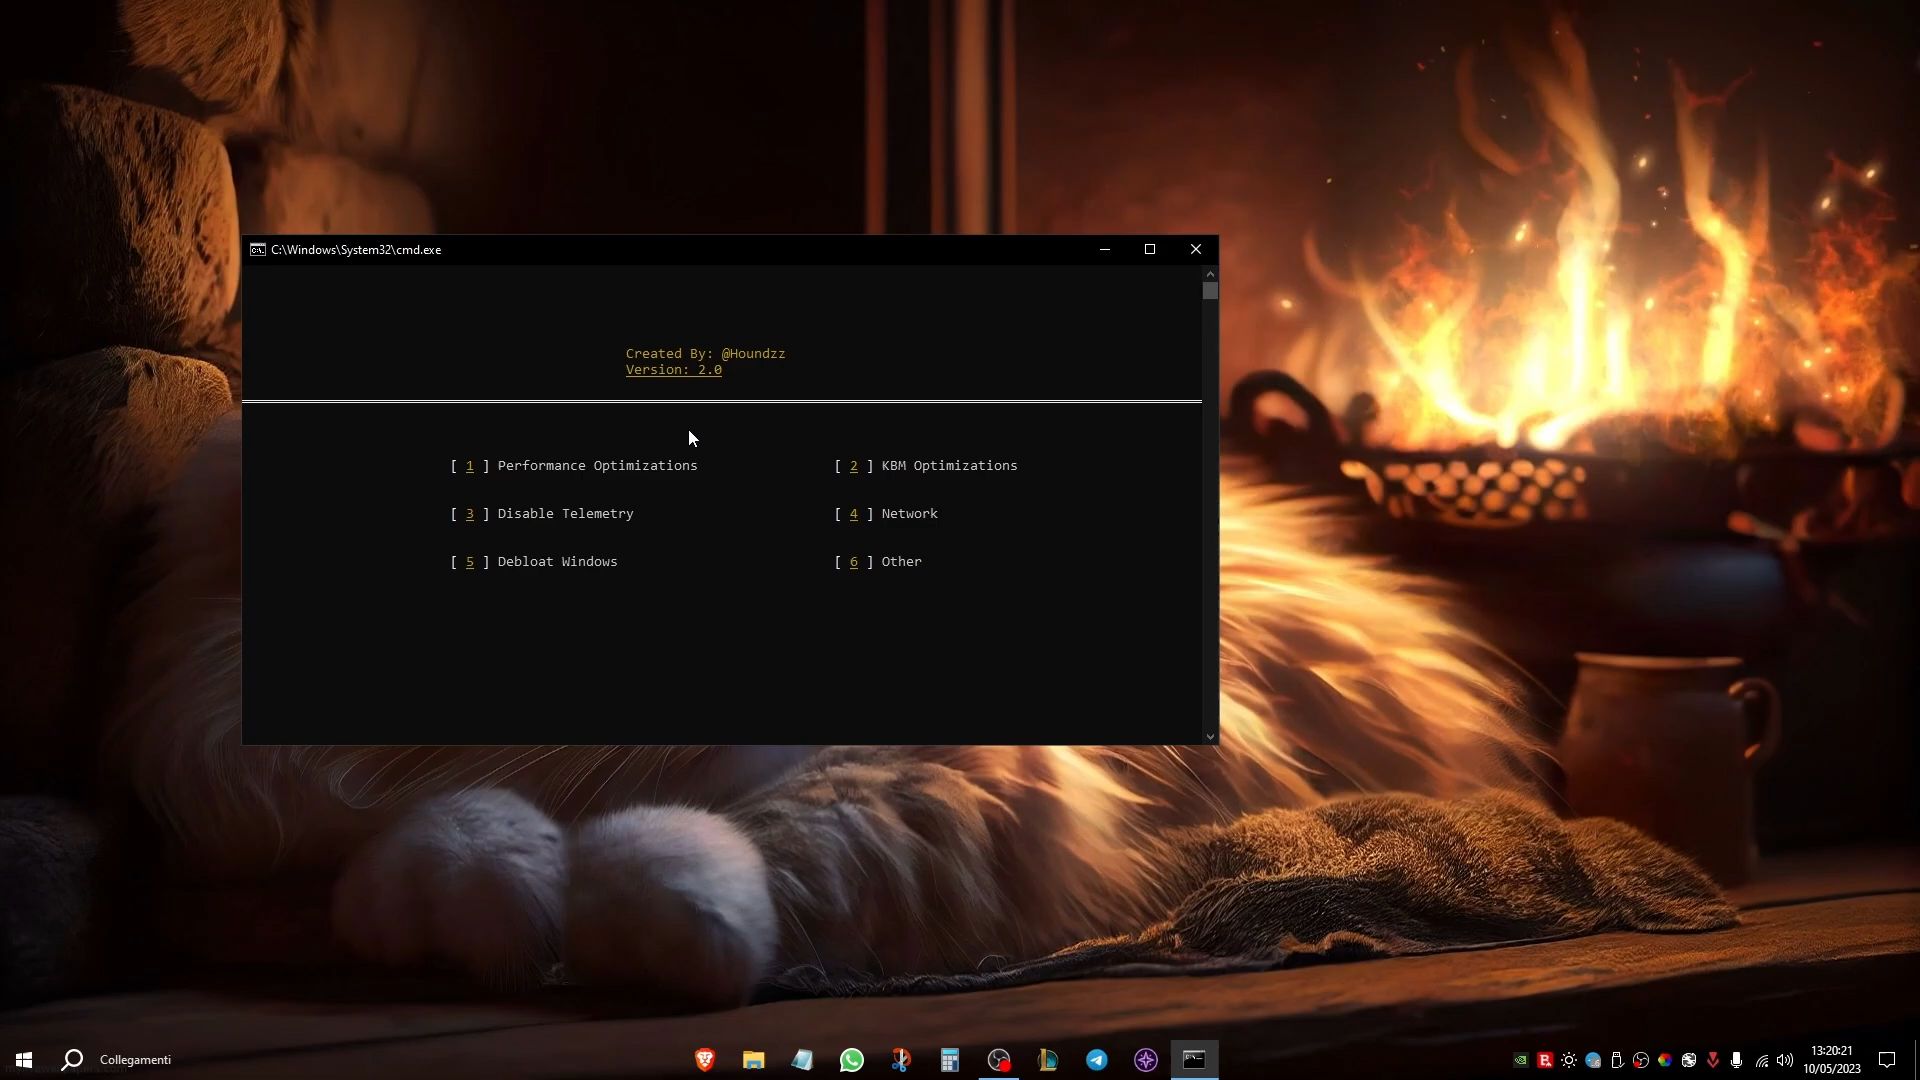 C:\Windows\System32\cmd.exe
Created By: @Houndzz
Version: 2.0
[ 1 ] Performance Optimizations
[ 2 ] KBM Optimizations
[ 3 ] Disable Telemetry
[ 4 ] Network
[ 5 ] Debloat Windows
[ 6 ] Other
Collegamenti
13:20:21
10/05/2023